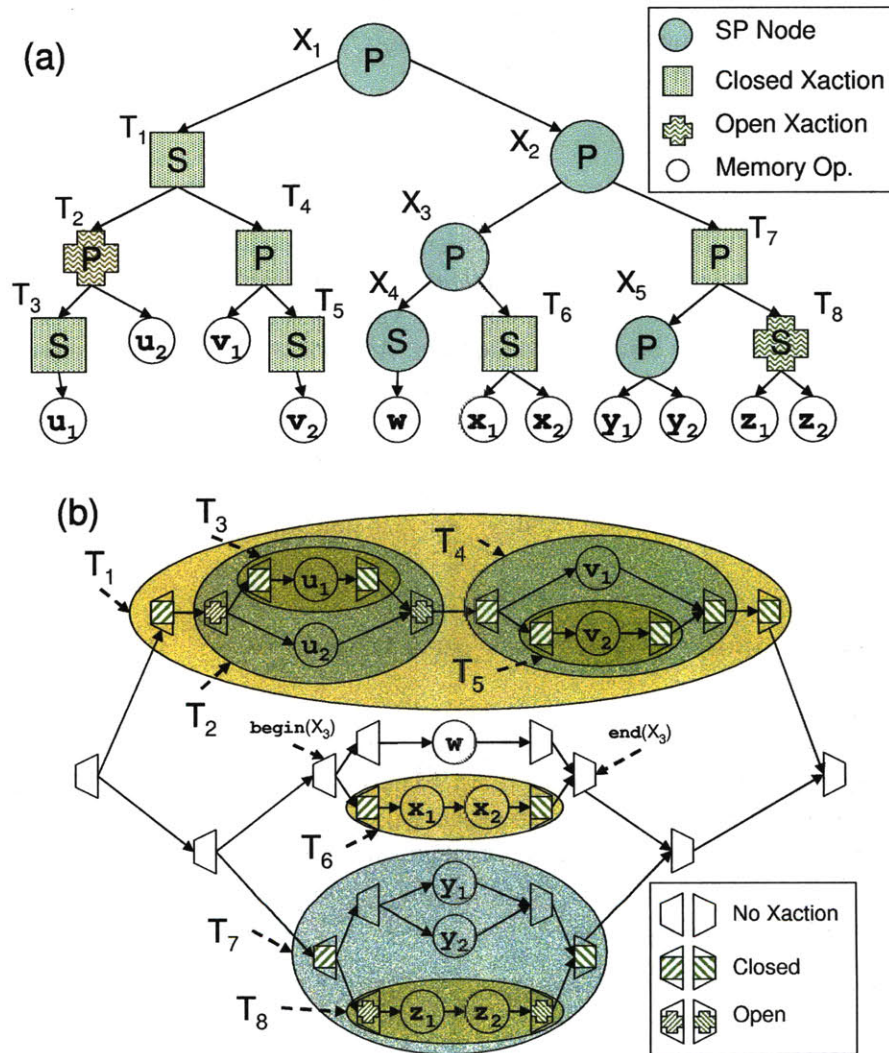 (a)
X1
P
SP Node
Closed Xaction
Open Xaction
Memory Op.
T1
S
X2
P
T2
P
T4
P
X3
P
T7
P
T3
S
u2
v1
T5
S
X4
S
T6
S
X5
P
T8
S
u1
v2
w
x1
x2
y1
y2
z1
z2
(b)
T3
T4
T1
u1
v1
u2
v2
T5
T2
begin(X3)
w
end(X3)
x1
x2
T6
y1
y2
T7
T8
z1
z2
No Xaction
Closed
Open